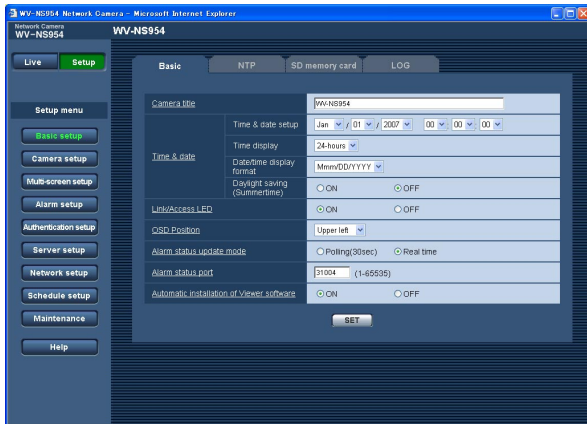 WV-NS954 Network Camera - Microsoft Internet Explorer
Network Camera
WV-NS954
WV-NS954
Live Setup
Basic NTP SD memory card LOG
Setup menu
Basic setup
Camera setup
Multi-screen setup
Alarm setup
Authentication setup
Server setup
Network setup
Schedule setup
Maintenance
Help
Camera title WV-NS954
Time & date
Time & date setup Jan / 01 / 2007 00 : 00 : 00
Time display 24-hours
Date/time display
format Mmm/DD/YYYY
Daylight saving
(Summertime) ON OFF
Link/Access LED ON OFF
OSD Position Upper left
Alarm status update
mode Polling(30sec) Real time
Alarm status port 31004 (1-65535)
Automatic installation of Viewer software ON OFF
SET